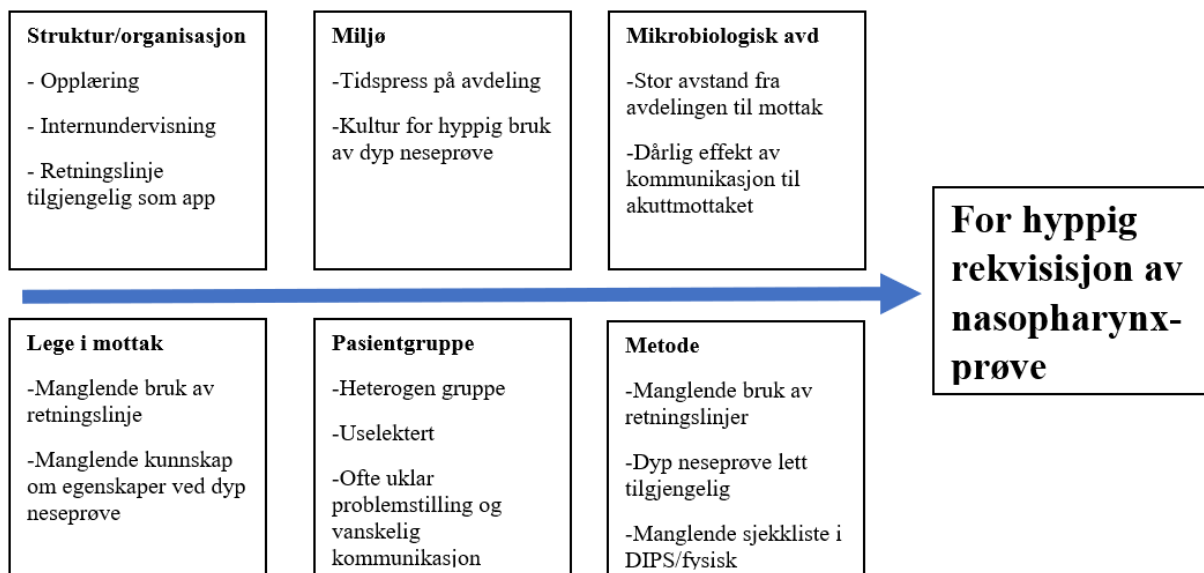 Struktur/organisasjon
- Opplæring
- Internundervisning
- Retningslinje
tilgjengelig som app
Miljø
-Tidspress på avdeling
-Kultur for hyppig bruk
av dyp neseprøve
Mikrobiologisk avd
-Stor avstand fra
avdelingen til mottak
-Dårlig effekt av
kommunikasjon til
akuttmottaket
For hyppig
rekvisisjon av
nasopharynx-
prøve
Lege i mottak
-Manglende bruk av
retningslinje
-Manglende kunnskap
om egenskaper ved dyp
neseprøve
Pasientgruppe
-Heterogen gruppe
-Uselektert
-Ofte uklar
problemstilling og
vanskelig
kommunikasjon
Metode
-Manglende bruk av
retningslinjer
-Dyp neseprøve lett
tilgjengelig
-Manglende sjekkliste i
DIPS/fysisk